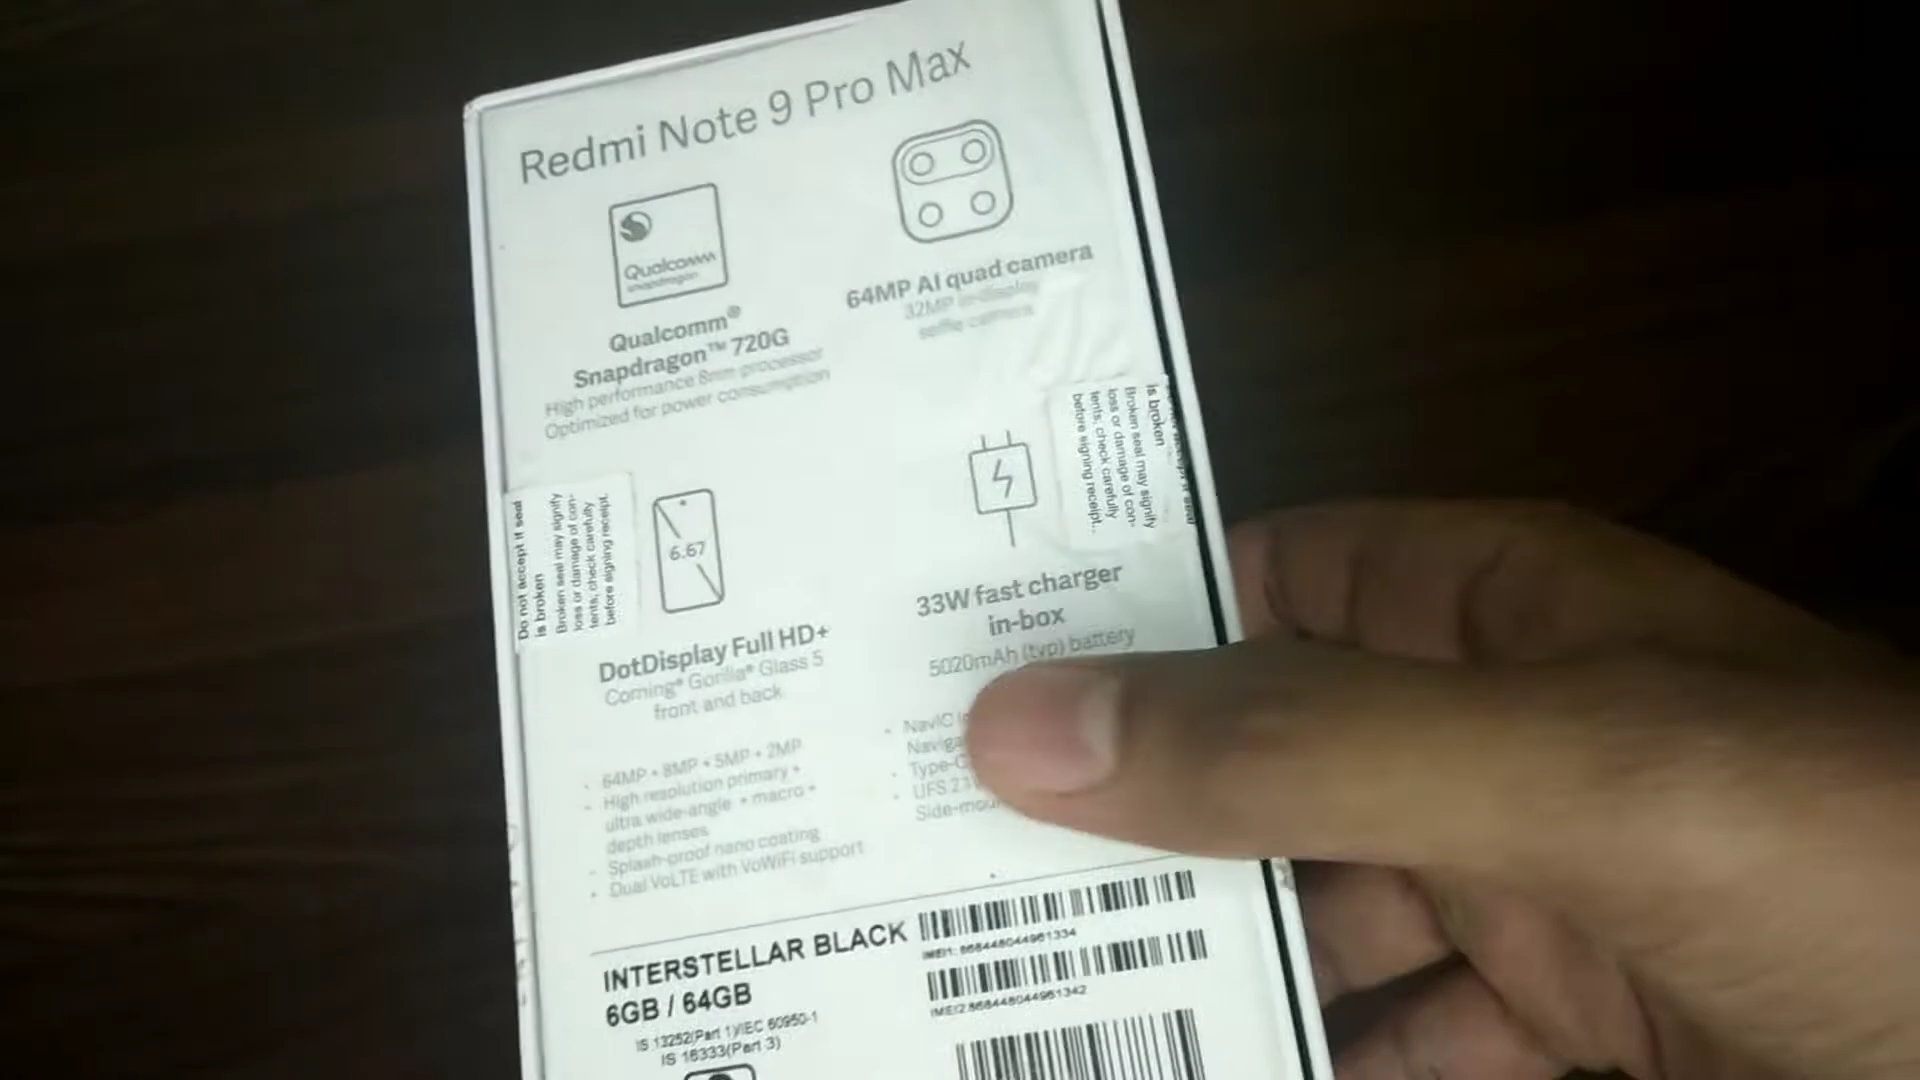 Redmi Note 9 Pro Max
Qualcomm
snapdragon
Qualcomm®
Snapdragon™ 720G
High performance 8nm processor
Optimized for power consumption
64MP AI quad camera
32MP in-display
selfie camera
Do not accept if seal
is broken
Broken seal may signify
loss or damage of con-
tents, check carefully
before signing receipt.
6.67
DotDisplay Full HD+
Corning® Gorilla® Glass 5
front and back
is broken
Broken seal may signify
loss or damage of con-
tents, check carefully
before signing receipt.
33W fast charger
in-box
5020mAh (typ) battery
• 64MP + 8MP + 5MP + 2MP
• High resolution primary +
ultra wide-angle + macro +
depth lenses
• Splash-proof nano coating
• Dual VoLTE with VoWiFi support
• NavIC
Type-C
UFS 2.1
INTERSTELLAR BLACK
6GB / 64GB
IS 13252(Part 1)/IEC 60950-1
IS 16333(Part 3)
IMEI1: 868448044961334
IMEI2:868448044961342